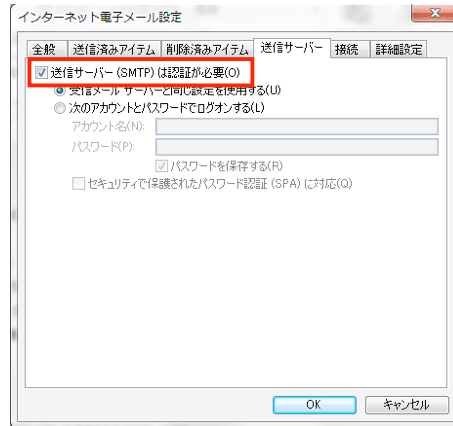 インターネット電子メール設定
全般 送信済みアイテム 削除済みアイテム 送信サーバー 接続 詳細設定
送信サーバー (SMTP) は認証が必要(O)
受信メール サーバーと同じ設定を使用する(U)
次のアカウントとパスワードでログオンする(L)
アカウント名(N):
パスワード(P):
パスワードを保存する(R)
セキュリティで保護されたパスワード認証 (SPA) に対応(Q)
OK キャンセル